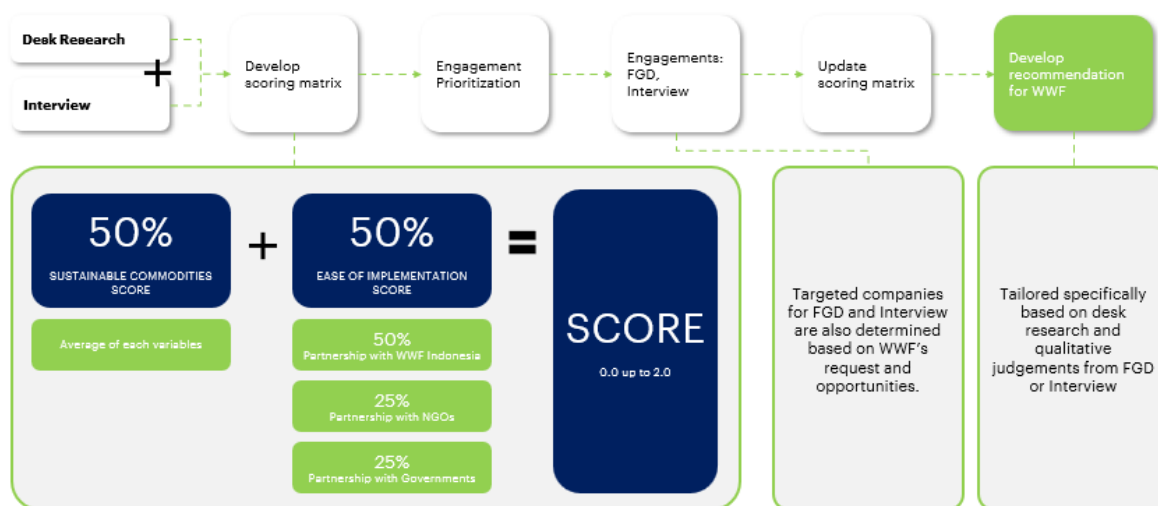 Desk Research
+
Interview
Develop
scoring matrix
Engagement
Prioritization
Engagements:
FGD,
Interview
Update
scoring matrix
Develop
recommendation
for WWF
50%
SUSTAINABLE COMMODITIES
SCORE
Average of each variables
+
50%
EASE OF IMPLEMENTATION
SCORE
50%
Partnership with WWF Indonesia
25%
Partnership with NGOs
25%
Partnership with Governments
=
SCORE
0.0 up to 2.0
Targeted companies
for FGD and Interview
are also determined
based on WWF's
request and
opportunities.
Tailored specifically
based on desk
research and
qualitative
judgements from FGD
or Interview